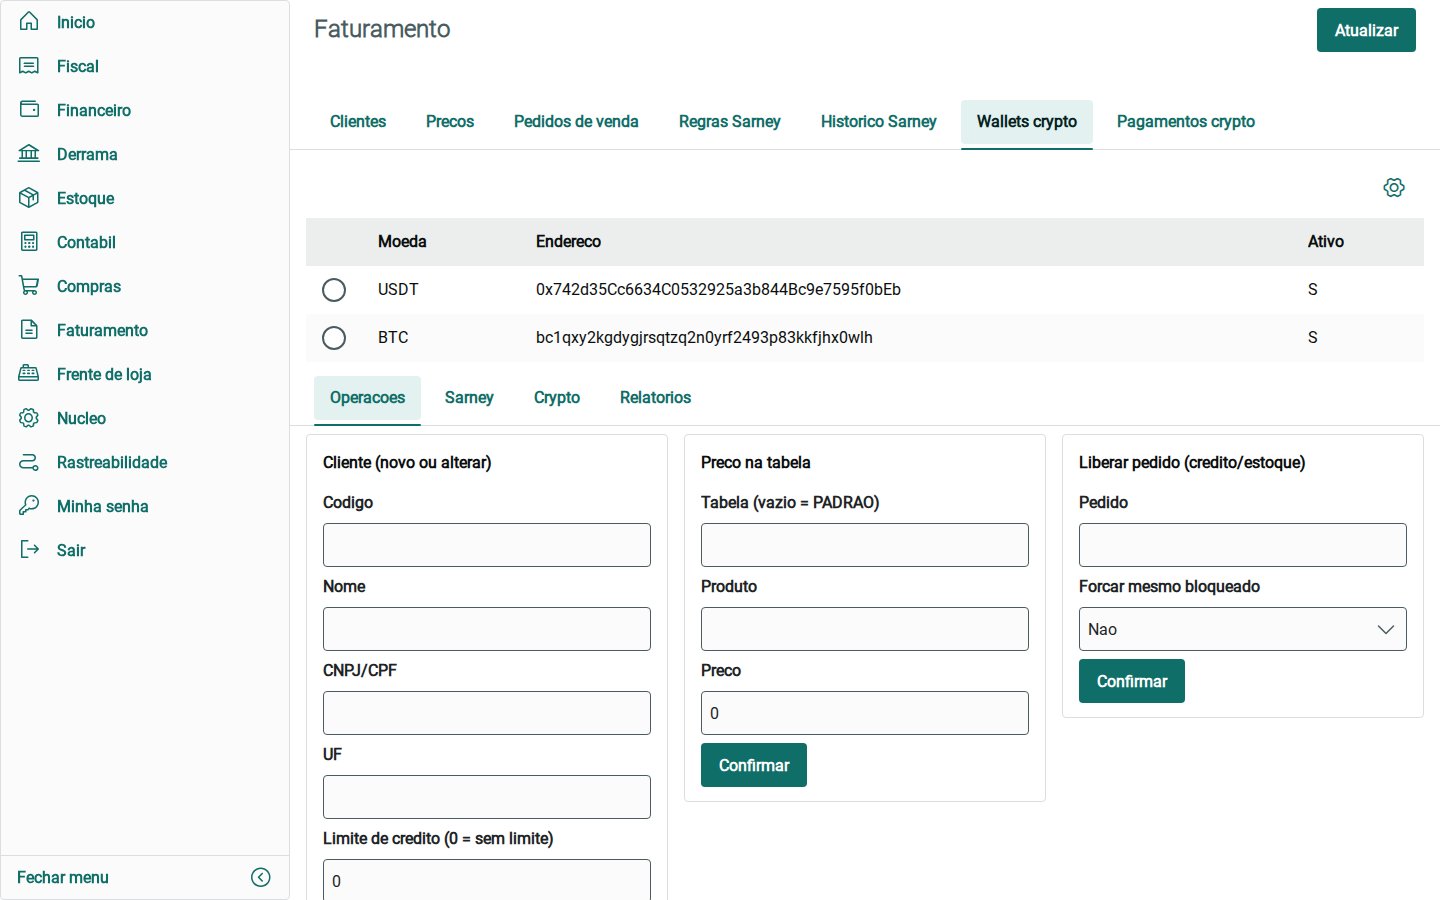 Inicio
Fiscal
Financeiro
Derrama
Estoque
Contabil
Compras
Faturamento
Frente de loja
Nucleo
Rastreabilidade
Minha senha
Sair
Fechar menu
Faturamento
Atualizar
Clientes Precos Pedidos de venda Regras Sarney Historico Sarney Wallets crypto Pagamentos crypto
Moeda Endereco Ativo
USDT 0x742d35Cc6634C0532925a3b844Bc9e7595f0bEb S
BTC bc1qxy2kgdygjrsqtzq2n0yrf2493p83kkfjhx0wlh S
Operacoes Sarney Crypto Relatorios
Cliente (novo ou alterar)
Codigo
Nome
CNPJ/CPF
UF
Limite de credito (0 = sem limite)
0
Preco na tabela
Tabela (vazio = PADRAO)
Produto
Preco
0
Confirmar
Liberar pedido (credito/estoque)
Pedido
Forcar mesmo bloqueado
Nao
Confirmar